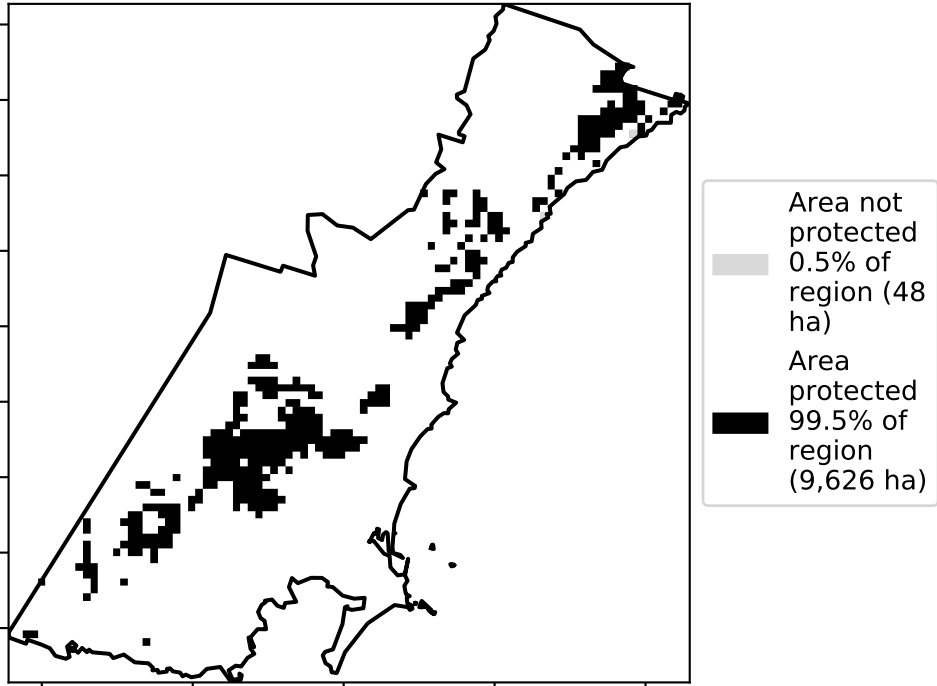 Area not
protected
0.5% of
region (48
ha)
Area
protected
99.5% of
region
(9,626 ha)